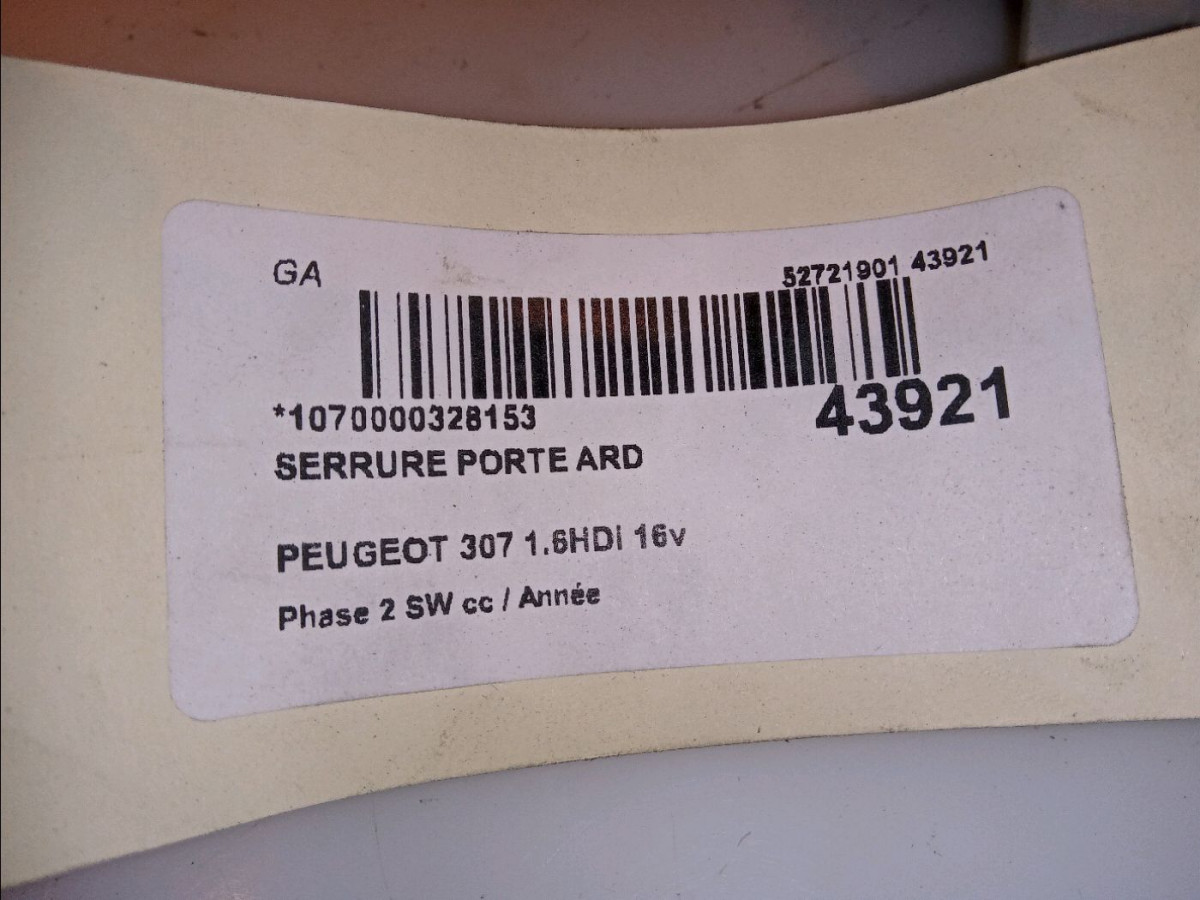 GA
52721901 43921
*1070000328153
43921
SERRURE PORTE ARD
PEUGEOT 307 1.6HDI 16v
Phase 2 SW cc / Année